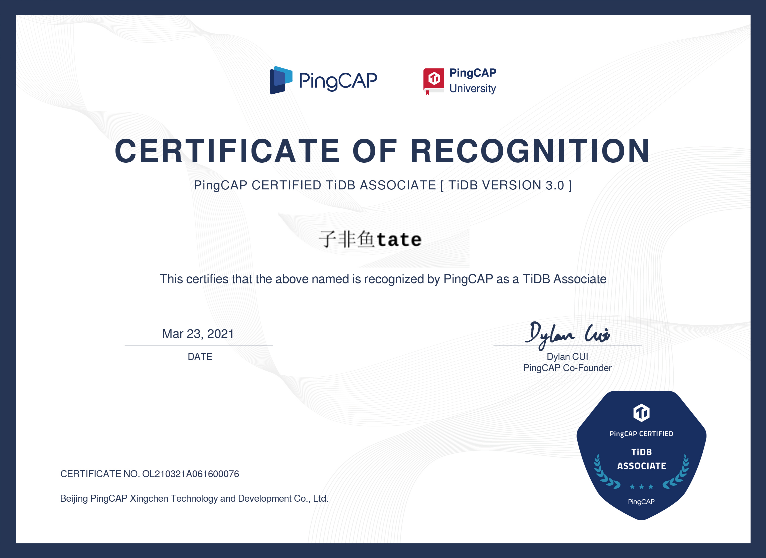 PingCAP
PingCAP
University
CERTIFICATE OF RECOGNITION
PingCAP CERTIFIED TiDB ASSOCIATE [ TiDB VERSION 3.0 ]
子非鱼tate
This certifies that the above named is recognized by PingCAP as a TiDB Associate
Mar 23, 2021
DATE
Dylan Cui
Dylan CUI
PingCAP Co-Founder
PingCAP CERTIFIED
TiDB
ASSOCIATE
PingCAP
CERTIFICATE NO. OL210321A061600076
Beijing PingCAP Xingchen Technology and Development Co., Ltd.